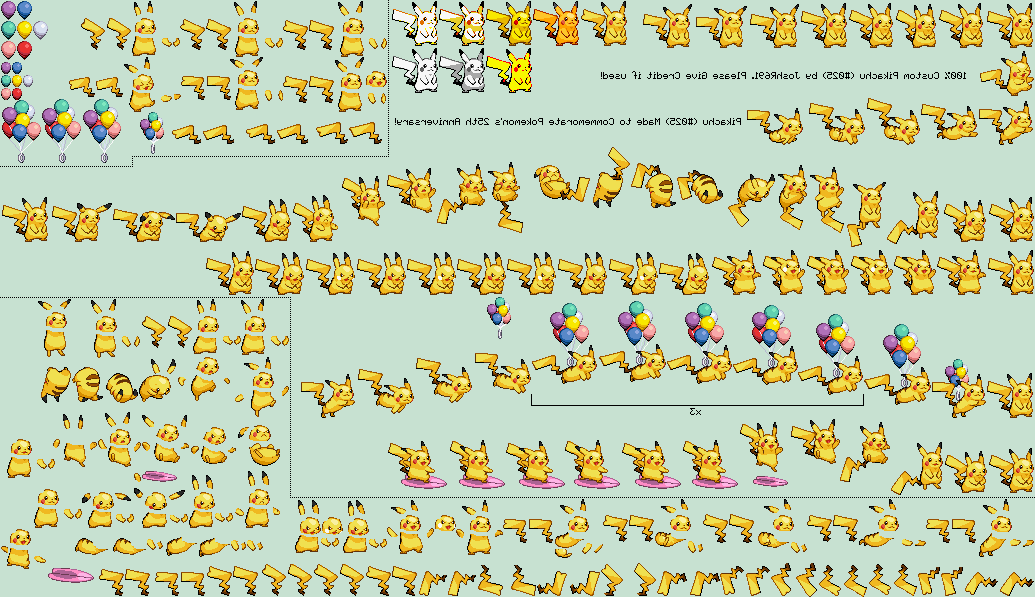 100% Custom Pikachu (#025) by JoshR691. Please Give Credit if used!
Pikachu (#025) Made to Commemorate Pokemon's 25th Anniversary!
x3